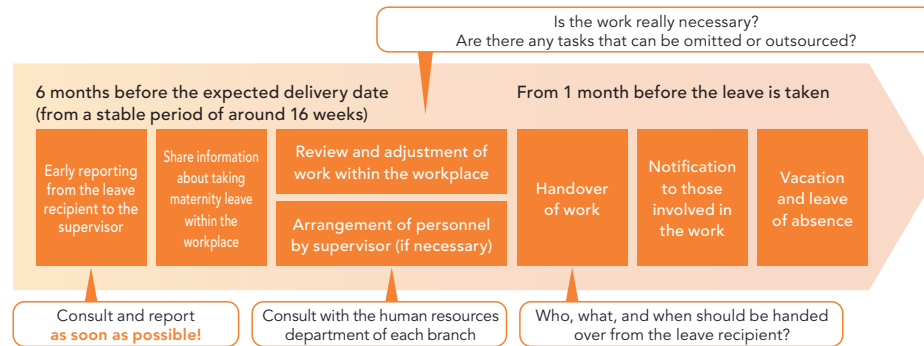 Is the work really necessary?
Are there any tasks that can be omitted or outsourced?
6 months before the expected delivery date
(from a stable period of around 16 weeks)
From 1 month before the leave is taken
Early reporting
from the leave
recipient to the
supervisor
Share information
about taking
maternity leave
within the
workplace
Review and adjustment of
work within the workplace
Arrangement of personnel
by supervisor (if necessary)
Handover
of work
Notification
to those
involved in
the work
Vacation
and leave
of absence
Consult and report
as soon as possible!
Consult with the human resources
department of each branch
Who, what, and when should be handed
over from the leave recipient?